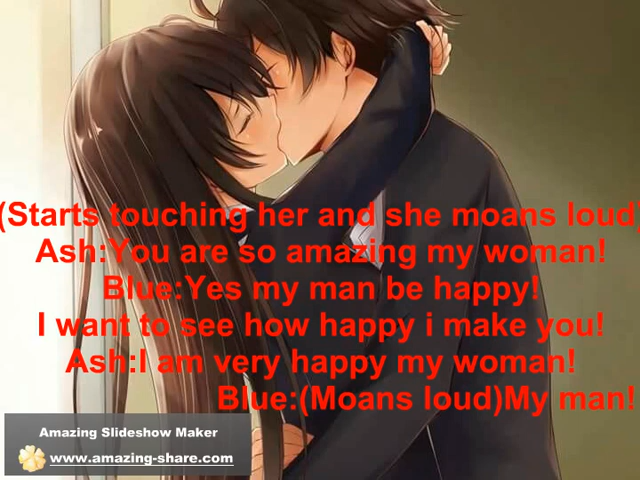 (Starts touching her and she moans loud)
Ash:You are so amazing my woman!
Blue:Yes my man be happy!
I want to see how happy i make you!
Ash:I am very happy my woman!
Blue:(Moans loud)My man!
Amazing Slideshow Maker
www.amazing-share.com